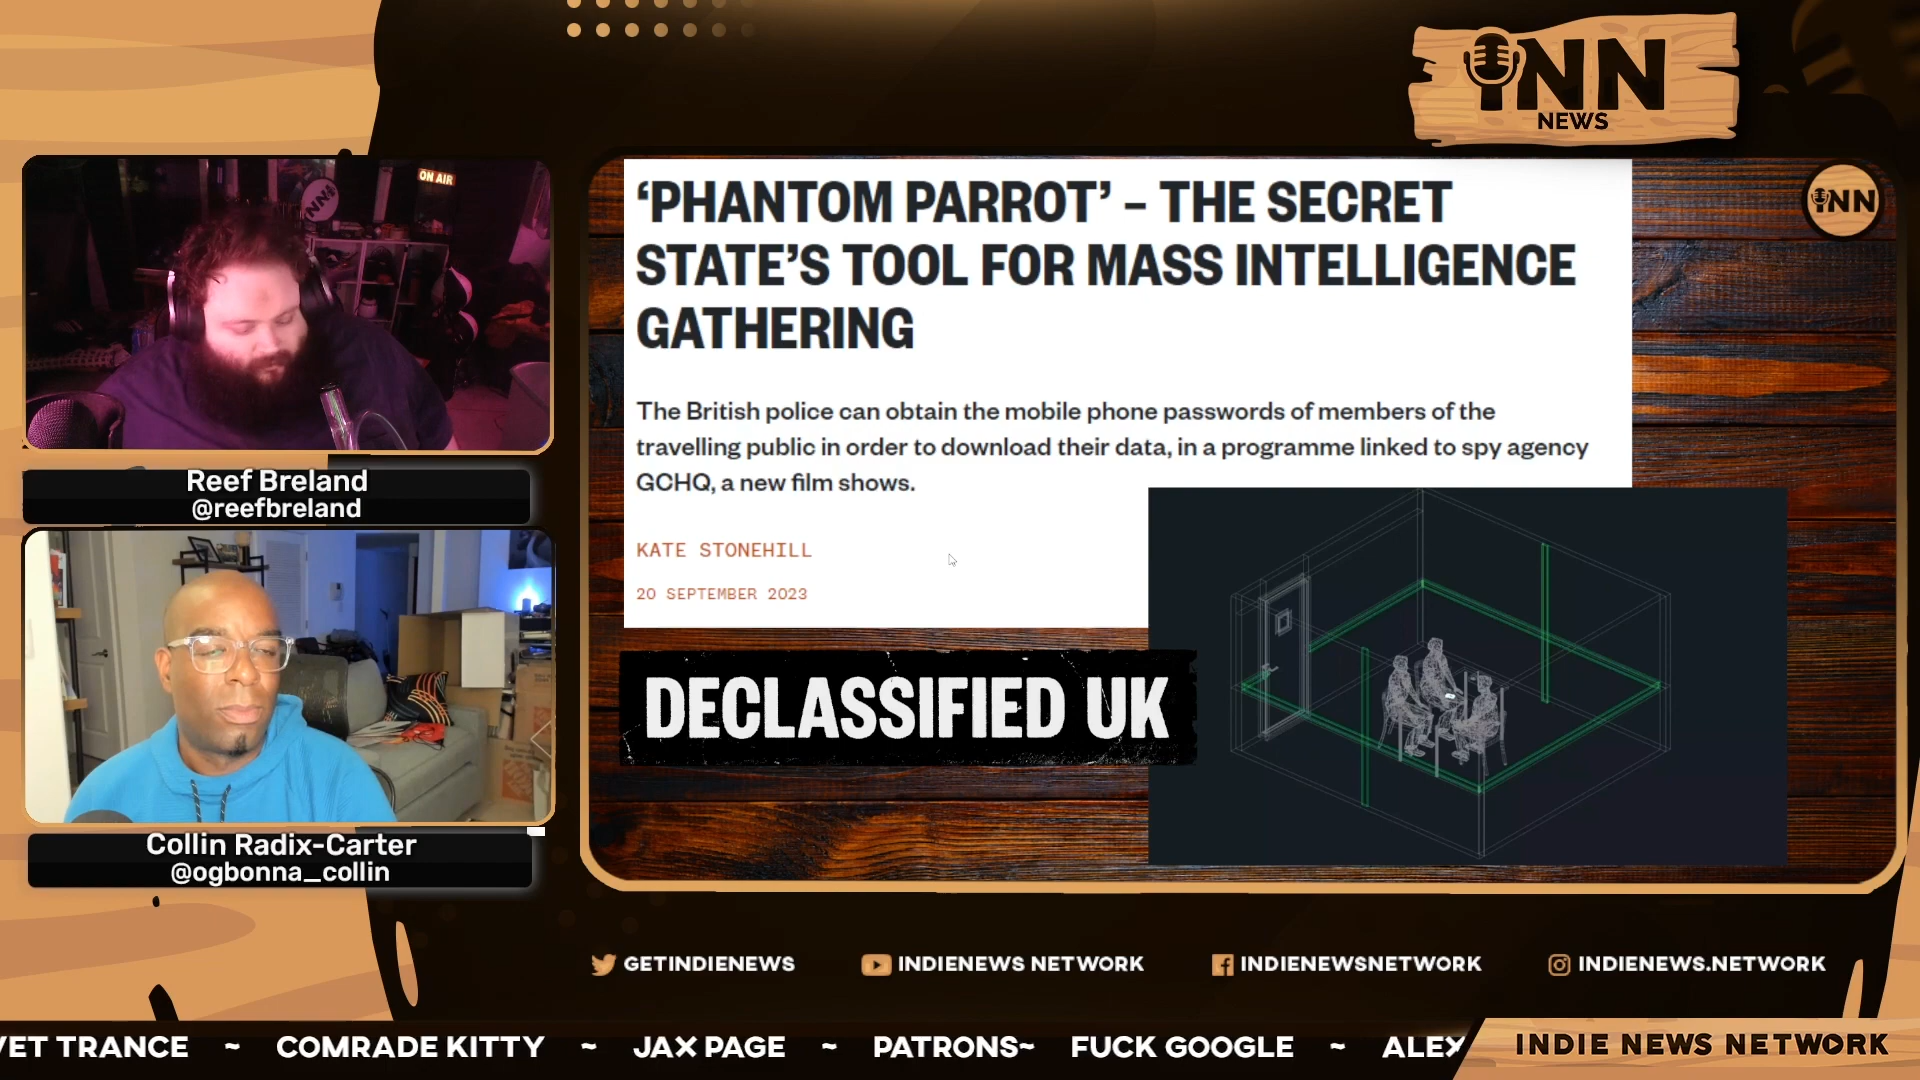 iNN
NEWS
ON AIR
iNN
Reef Breland
@reefbreland
Collin Radix-Carter
@ogbonna_collin
‘PHANTOM PARROT’ – THE SECRET
STATE’S TOOL FOR MASS INTELLIGENCE
GATHERING
The British police can obtain the mobile phone passwords of members of the
travelling public in order to download their data, in a programme linked to spy agency
GCHQ, a new film shows.
KATE STONEHILL
20 SEPTEMBER 2023
iNN
DECLASSIFIED UK
GETINDIENEWS
INDIENEWS NETWORK
INDIENEWSNETWORK
INDIENEWS.NETWORK
VET TRANCE ~ COMRADE KITTY ~ JAX PAGE ~ PATRONS~ FUCK GOOGLE ~ ALEX
INDIE NEWS NETWORK